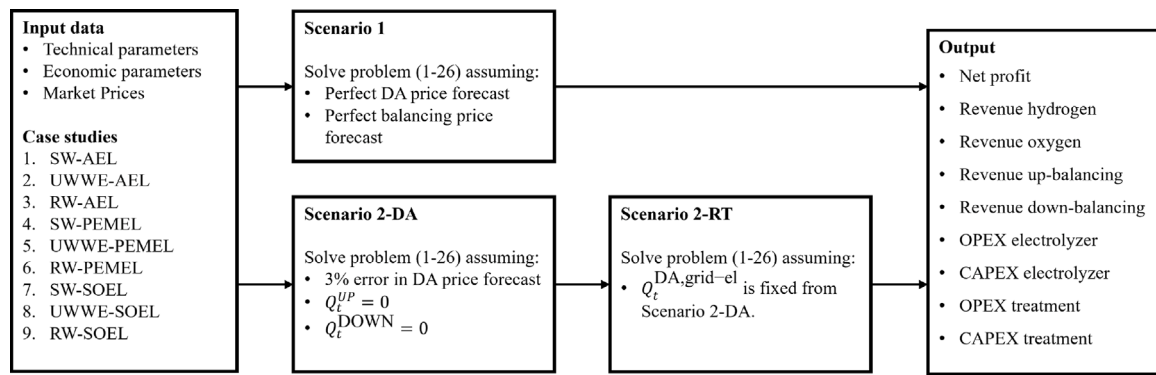 Input data
• Technical parameters
• Economic parameters
• Market Prices
Case studies
1. SW-AEL
2. UWWE-AEL
3. RW-AEL
4. SW-PEMEL
5. UWWE-PEMEL
6. RW-PEMEL
7. SW-SOEL
8. UWWE-SOEL
9. RW-SOEL
Scenario 1
Solve problem (1-26) assuming:
• Perfect DA price forecast
• Perfect balancing price
forecast
Scenario 2-DA
Solve problem (1-26) assuming:
• 3% error in DA price forecast
• Q_t^{UP} = 0
• Q_t^{DOWN} = 0
Scenario 2-RT
Solve problem (1-26) assuming:
• Q_t^{DA,grid−el} is fixed from
Scenario 2-DA.
Output
• Net profit
• Revenue hydrogen
• Revenue oxygen
• Revenue up-balancing
• Revenue down-balancing
• OPEX electrolyzer
• CAPEX electrolyzer
• OPEX treatment
• CAPEX treatment